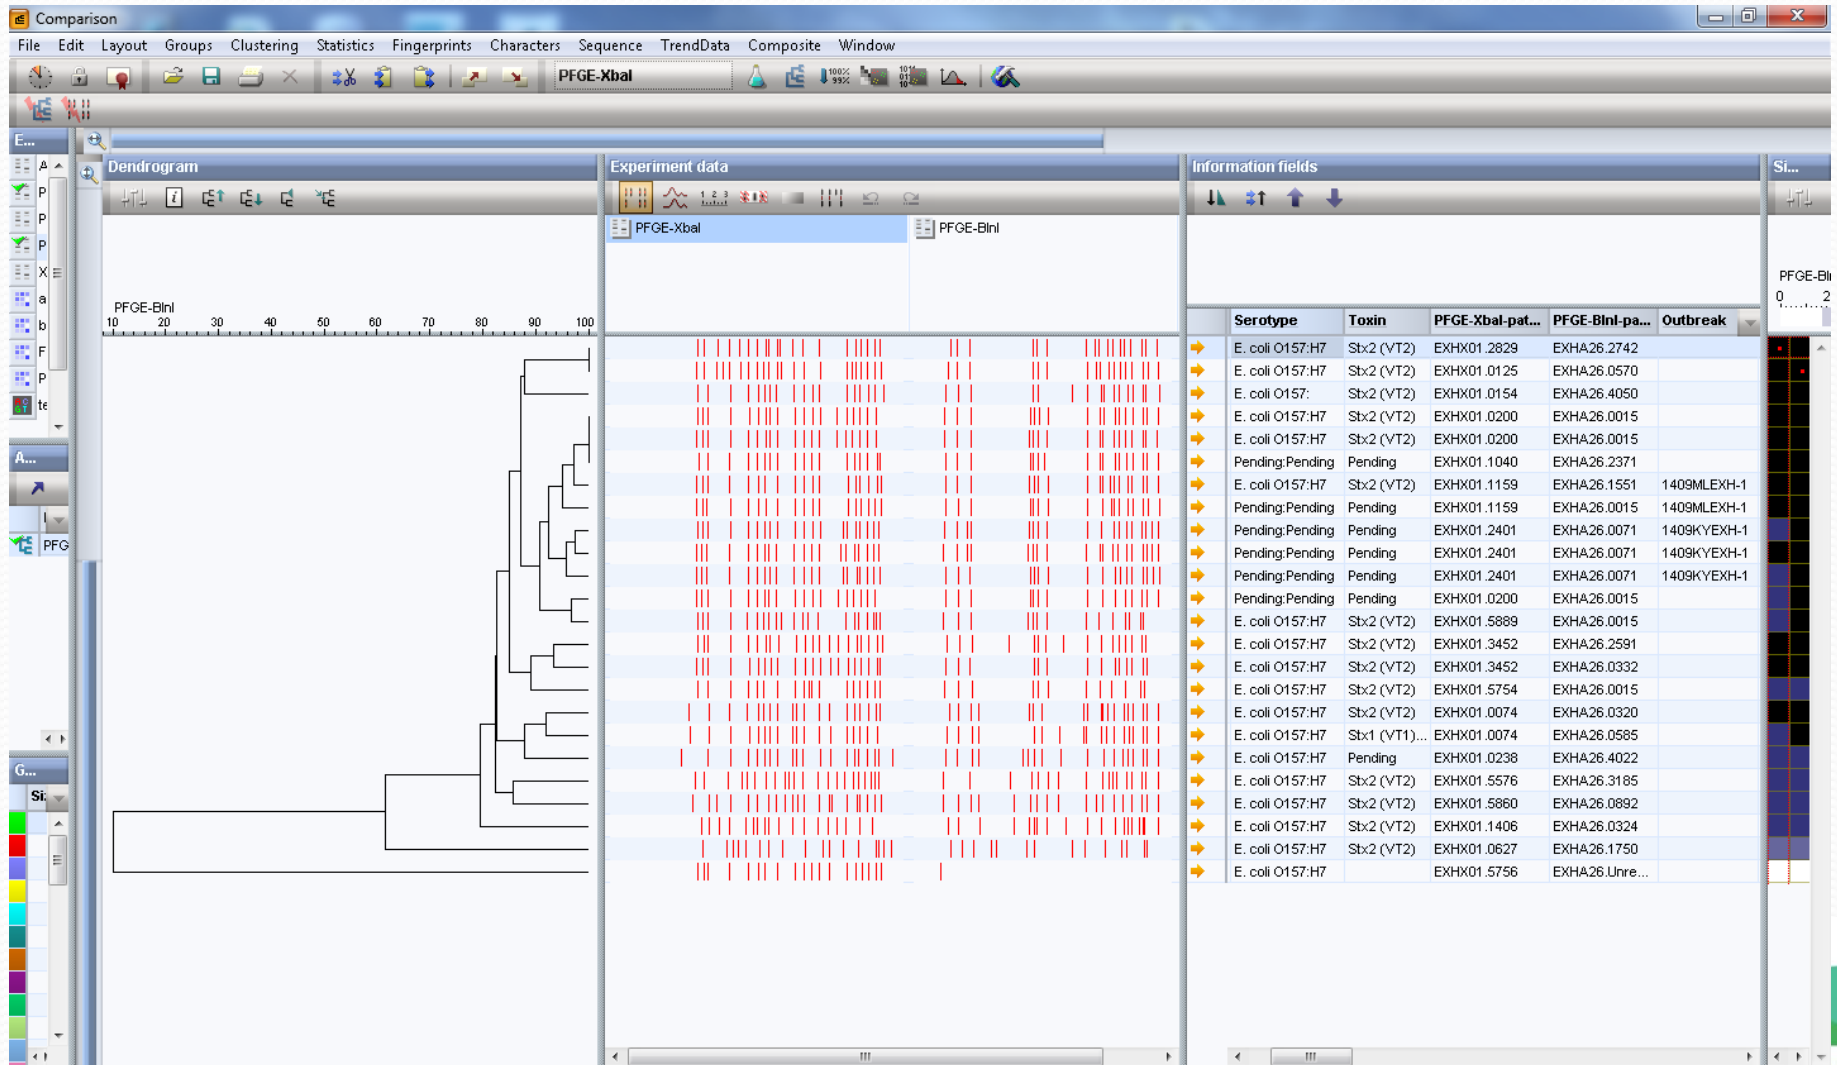 Comparison
File Edit Layout Groups Clustering Statistics Fingerprints Characters Sequence TrendData Composite Window
PFGE-XbaI
E...
A
P
P
P
X
a
b
F
P
te
A...
PFG
G...
Si:
Dendrogram
PFGE-BlnI
10 20 30 40 50 60 70 80 90 100
Experiment data
PFGE-XbaI PFGE-BlnI
Information fields
Serotype Toxin PFGE-XbaI-pat... PFGE-BlnI-pa... Outbreak
E. coli O157:H7 Stx2 (VT2) EXHX01.2829 EXHA26.2742
E. coli O157:H7 Stx2 (VT2) EXHX01.0125 EXHA26.0570
E. coli O157: Stx2 (VT2) EXHX01.0154 EXHA26.4050
E. coli O157:H7 Stx2 (VT2) EXHX01.0200 EXHA26.0015
E. coli O157:H7 Stx2 (VT2) EXHX01.0200 EXHA26.0015
Pending:Pending Pending EXHX01.1040 EXHA26.2371
E. coli O157:H7 Stx2 (VT2) EXHX01.1159 EXHA26.1551 1409MLEXH-1
Pending:Pending Pending EXHX01.1159 EXHA26.0015 1409MLEXH-1
Pending:Pending Pending EXHX01.2401 EXHA26.0071 1409KYEXH-1
Pending:Pending Pending EXHX01.2401 EXHA26.0071 1409KYEXH-1
Pending:Pending Pending EXHX01.2401 EXHA26.0071 1409KYEXH-1
Pending:Pending Pending EXHX01.0200 EXHA26.0015
E. coli O157:H7 Stx2 (VT2) EXHX01.5889 EXHA26.0015
E. coli O157:H7 Stx2 (VT2) EXHX01.3452 EXHA26.2591
E. coli O157:H7 Stx2 (VT2) EXHX01.3452 EXHA26.0332
E. coli O157:H7 Stx2 (VT2) EXHX01.5754 EXHA26.0015
E. coli O157:H7 Stx2 (VT2) EXHX01.0074 EXHA26.0320
E. coli O157:H7 Stx1 (VT1)... EXHX01.0074 EXHA26.0585
E. coli O157:H7 Pending EXHX01.0238 EXHA26.4022
E. coli O157:H7 Stx2 (VT2) EXHX01.5576 EXHA26.3185
E. coli O157:H7 Stx2 (VT2) EXHX01.5860 EXHA26.0892
E. coli O157:H7 Stx2 (VT2) EXHX01.1406 EXHA26.0324
E. coli O157:H7 Stx2 (VT2) EXHX01.0627 EXHA26.1750
E. coli O157:H7 EXHX01.5756 EXHA26.Unre...
Si...
PFGE-Bl
0 2